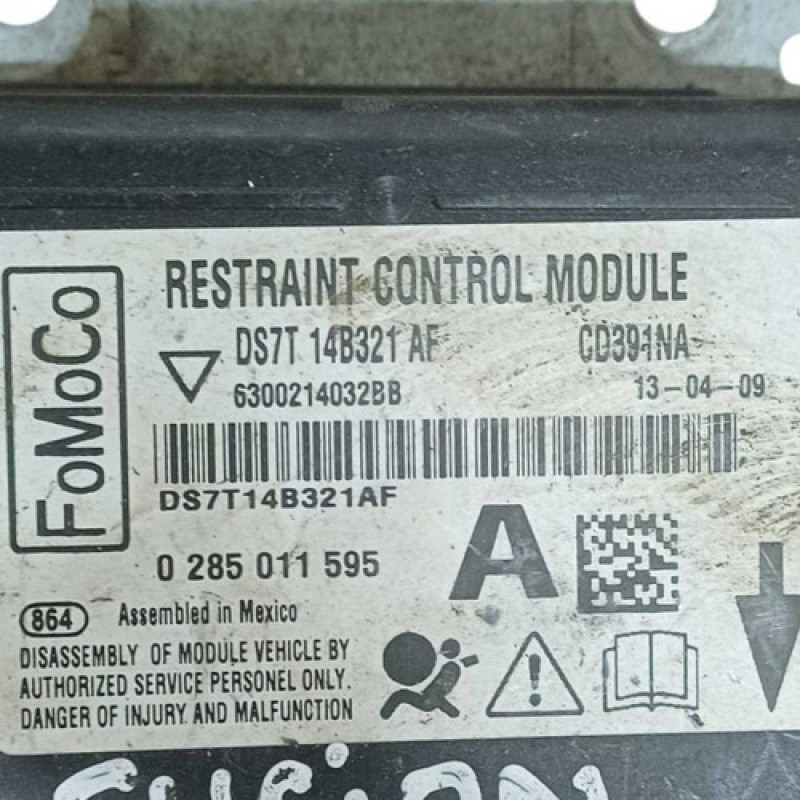 FoMoCo
RESTRAINT CONTROL MODULE
DS7T 14B321 AF CD391NA
6300214032BB 13-04-09
DS7T14B321AF
A
0 285 011 595
864 Assembled in Mexico
DISASSEMBLY OF MODULE VEHICLE BY
AUTHORIZED SERVICE PERSONEL ONLY.
DANGER OF INJURY AND MALFUNCTION